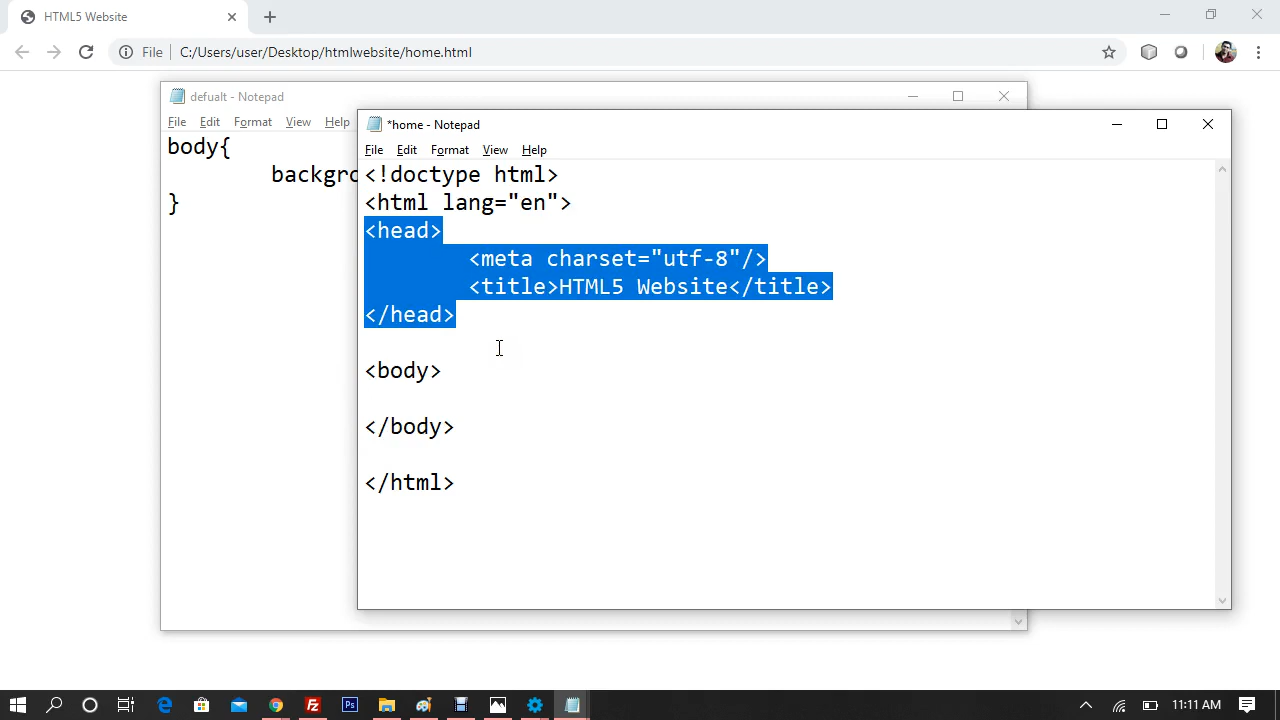 HTML5 Website
File
C:/Users/user/Desktop/htmlwebsite/home.html
defualt - Notepad
File Edit Format View Help
body{
backgro
}
*home - Notepad
File Edit Format View Help
<!doctype html>
<html lang="en">
<head>
<meta charset="utf-8"/>
<title>HTML5 Website</title>
</head>
<body>
</body>
</html>
Fz
Ps
11:11 AM